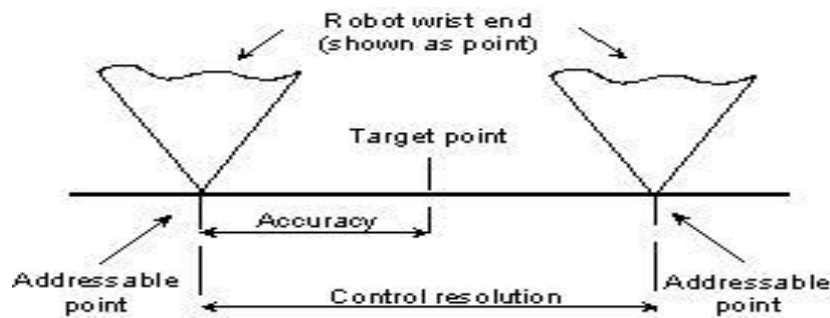 Robot wrist end
(shown as point)
Target point
Accuracy
Addressable
point
Control resolution
Addressable
point